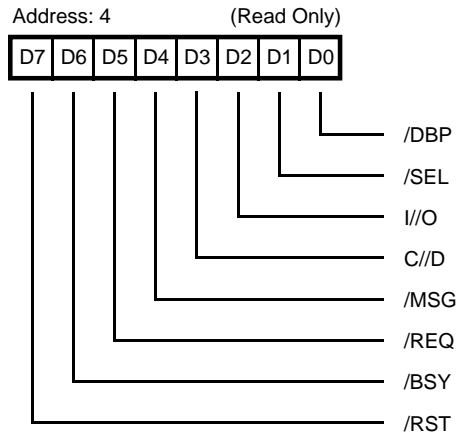 Address: 4 (Read Only)
D7 D6 D5 D4 D3 D2 D1 D0
/DBP
/SEL
I//O
C//D
/MSG
/REQ
/BSY
/RST